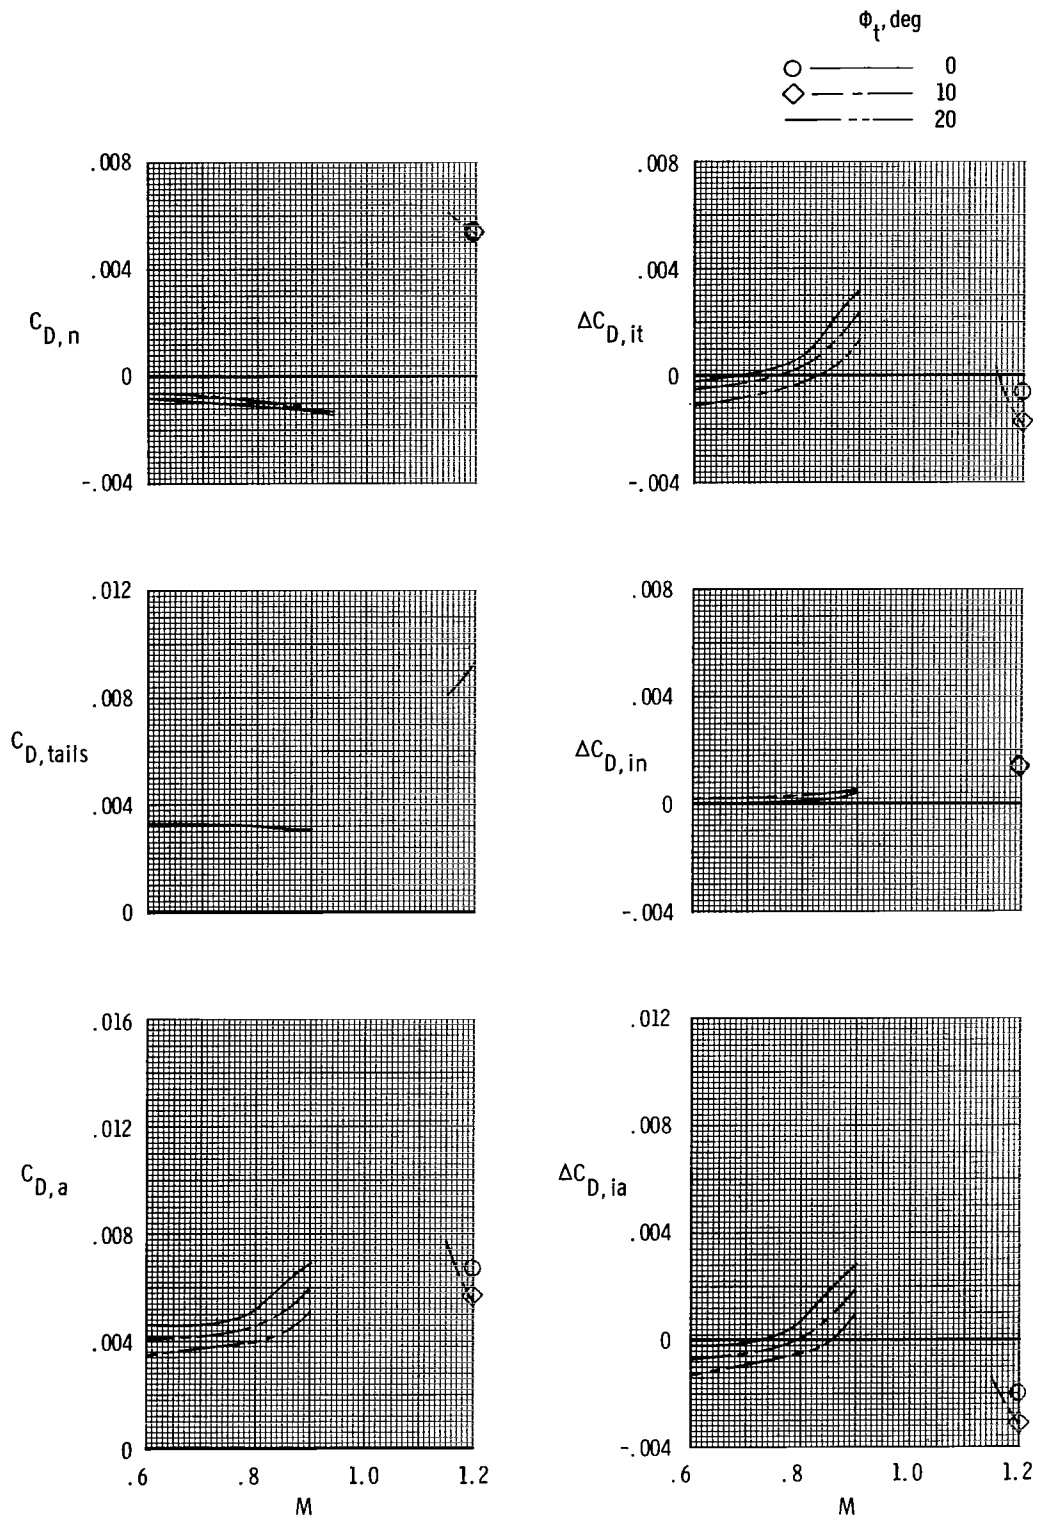 Φt, deg
0
10
20
.008
.004
CD, n
0
-.004
.008
.004
ΔCD, it
0
-.004
.012
.008
CD, tails
.004
0
.008
.004
ΔCD, in
0
-.004
.016
.012
CD, a
.008
.004
0
.6 .8 1.0 1.2
M
.012
.008
ΔCD, ia
.004
0
-.004
.6 .8 1.0 1.2
M